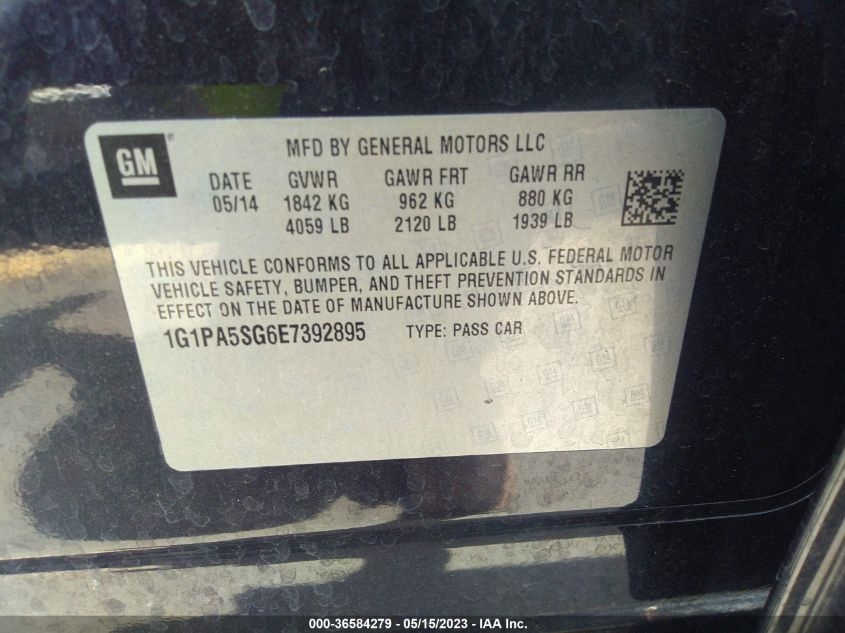 GM ®
MFD BY GENERAL MOTORS LLC
DATE GVWR GAWR FRT GAWR RR
05/14 1842 KG 962 KG 880 KG
4059 LB 2120 LB 1939 LB
THIS VEHICLE CONFORMS TO ALL APPLICABLE U.S. FEDERAL MOTOR
VEHICLE SAFETY, BUMPER, AND THEFT PREVENTION STANDARDS IN
EFFECT ON THE DATE OF MANUFACTURE SHOWN ABOVE.
1G1PA5SG6E7392895 TYPE: PASS CAR
000-36584279 - 05/15/2023 - IAA Inc.